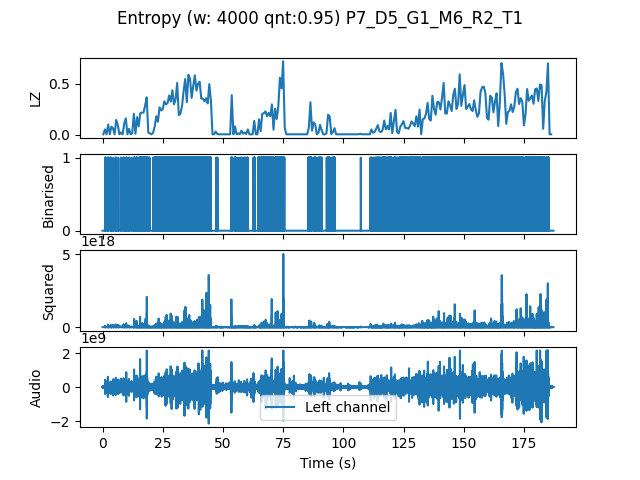 Entropy (w: 4000 qnt:0.95) P7_D5_G1_M6_R2_T1
0.5
0.0
LZ
1
0
Binarised
1e18
5
0
Squared
1e9
2
0
−2
Audio
Left channel
0 25 50 75 100 125 150 175
Time (s)